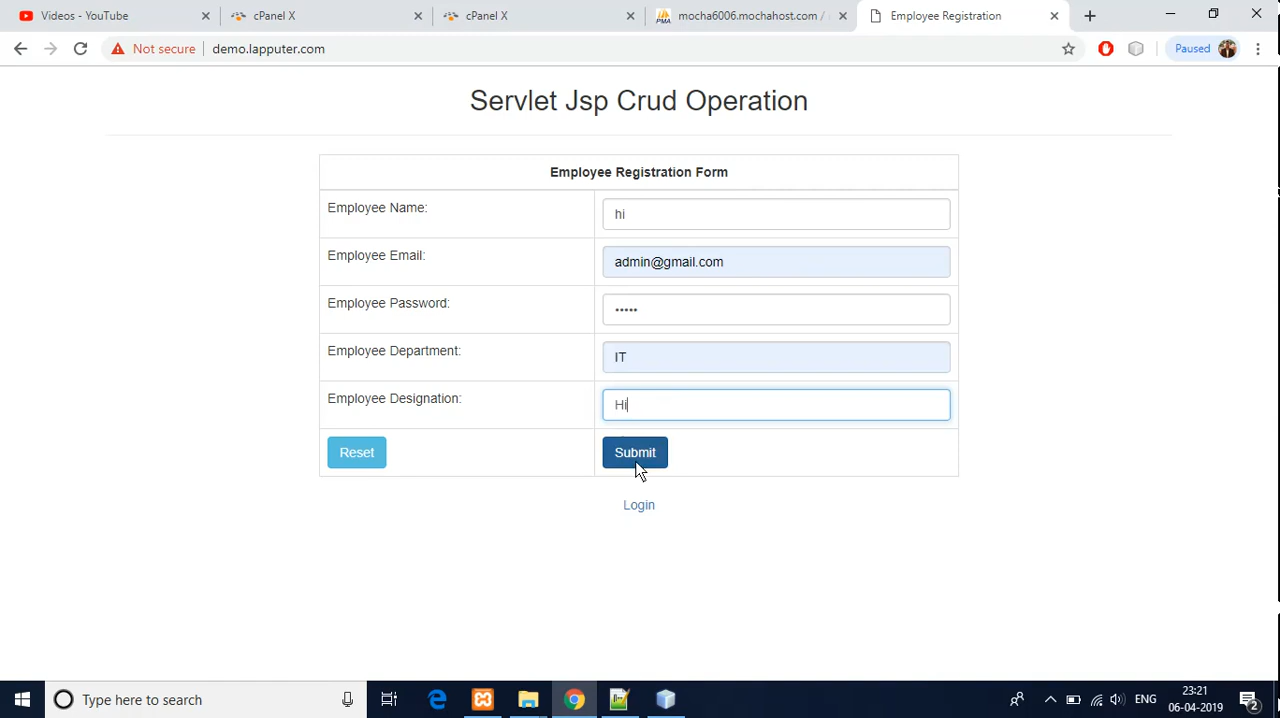 Videos - YouTube
cPanel X
cPanel X
mocha6006.mochahost.com /
Employee Registration
Not secure
demo.lapputer.com
Paused
Servlet Jsp Crud Operation
Employee Registration Form
Employee Name:
hi
Employee Email:
admin@gmail.com
Employee Password:
•••••
Employee Department:
IT
Employee Designation:
Hi
Reset
Submit
Login
Type here to search
ENG
23:21
06-04-2019
2